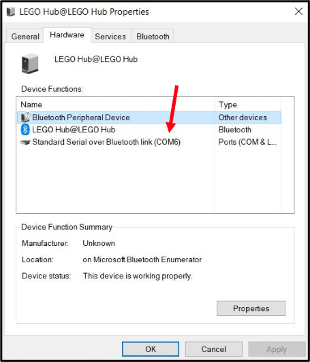 LEGO Hub@LEGO Hub Properties
General Hardware Services Bluetooth
LEGO Hub@LEGO Hub
Device Functions:
Name Type
Bluetooth Peripheral Device Other devices
LEGO Hub@LEGO Hub Bluetooth
Standard Serial over Bluetooth link (COM6) Ports (COM & L...
Device Function Summary
Manufacturer: Unknown
Location: on Microsoft Bluetooth Enumerator
Device status: This device is working properly.
Properties
OK Cancel Apply